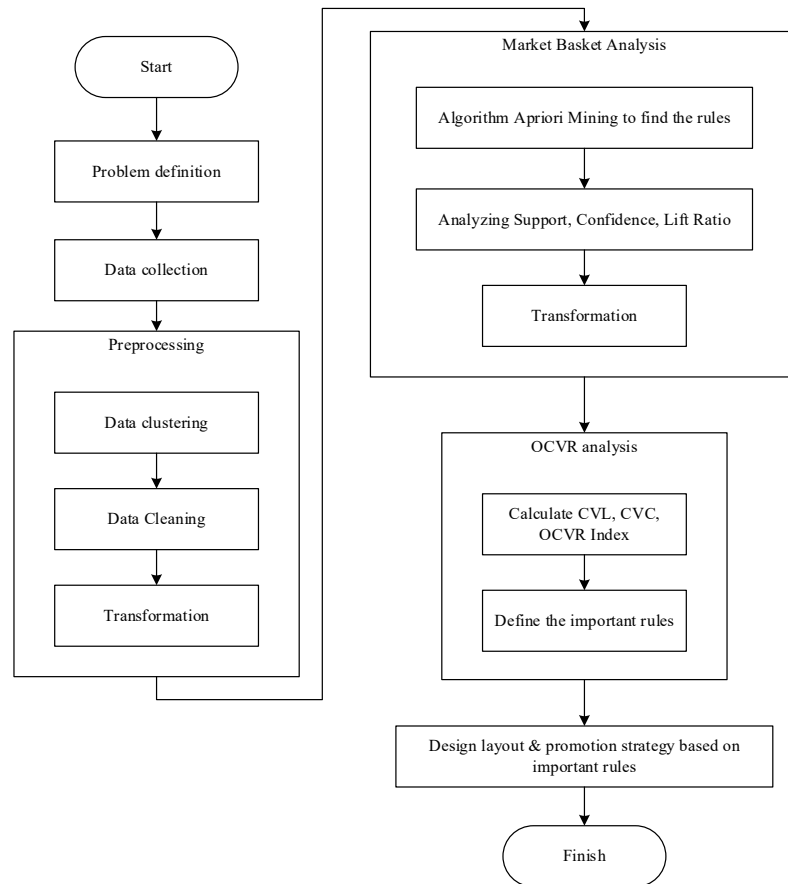 Start
Problem definition
Data collection
Preprocessing
Data clustering
Data Cleaning
Transformation
Market Basket Analysis
Algorithm Apriori Mining to find the rules
Analyzing Support, Confidence, Lift Ratio
Transformation
OCVR analysis
Calculate CVL, CVC,
OCVR Index
Define the important rules
Design layout & promotion strategy based on
important rules
Finish